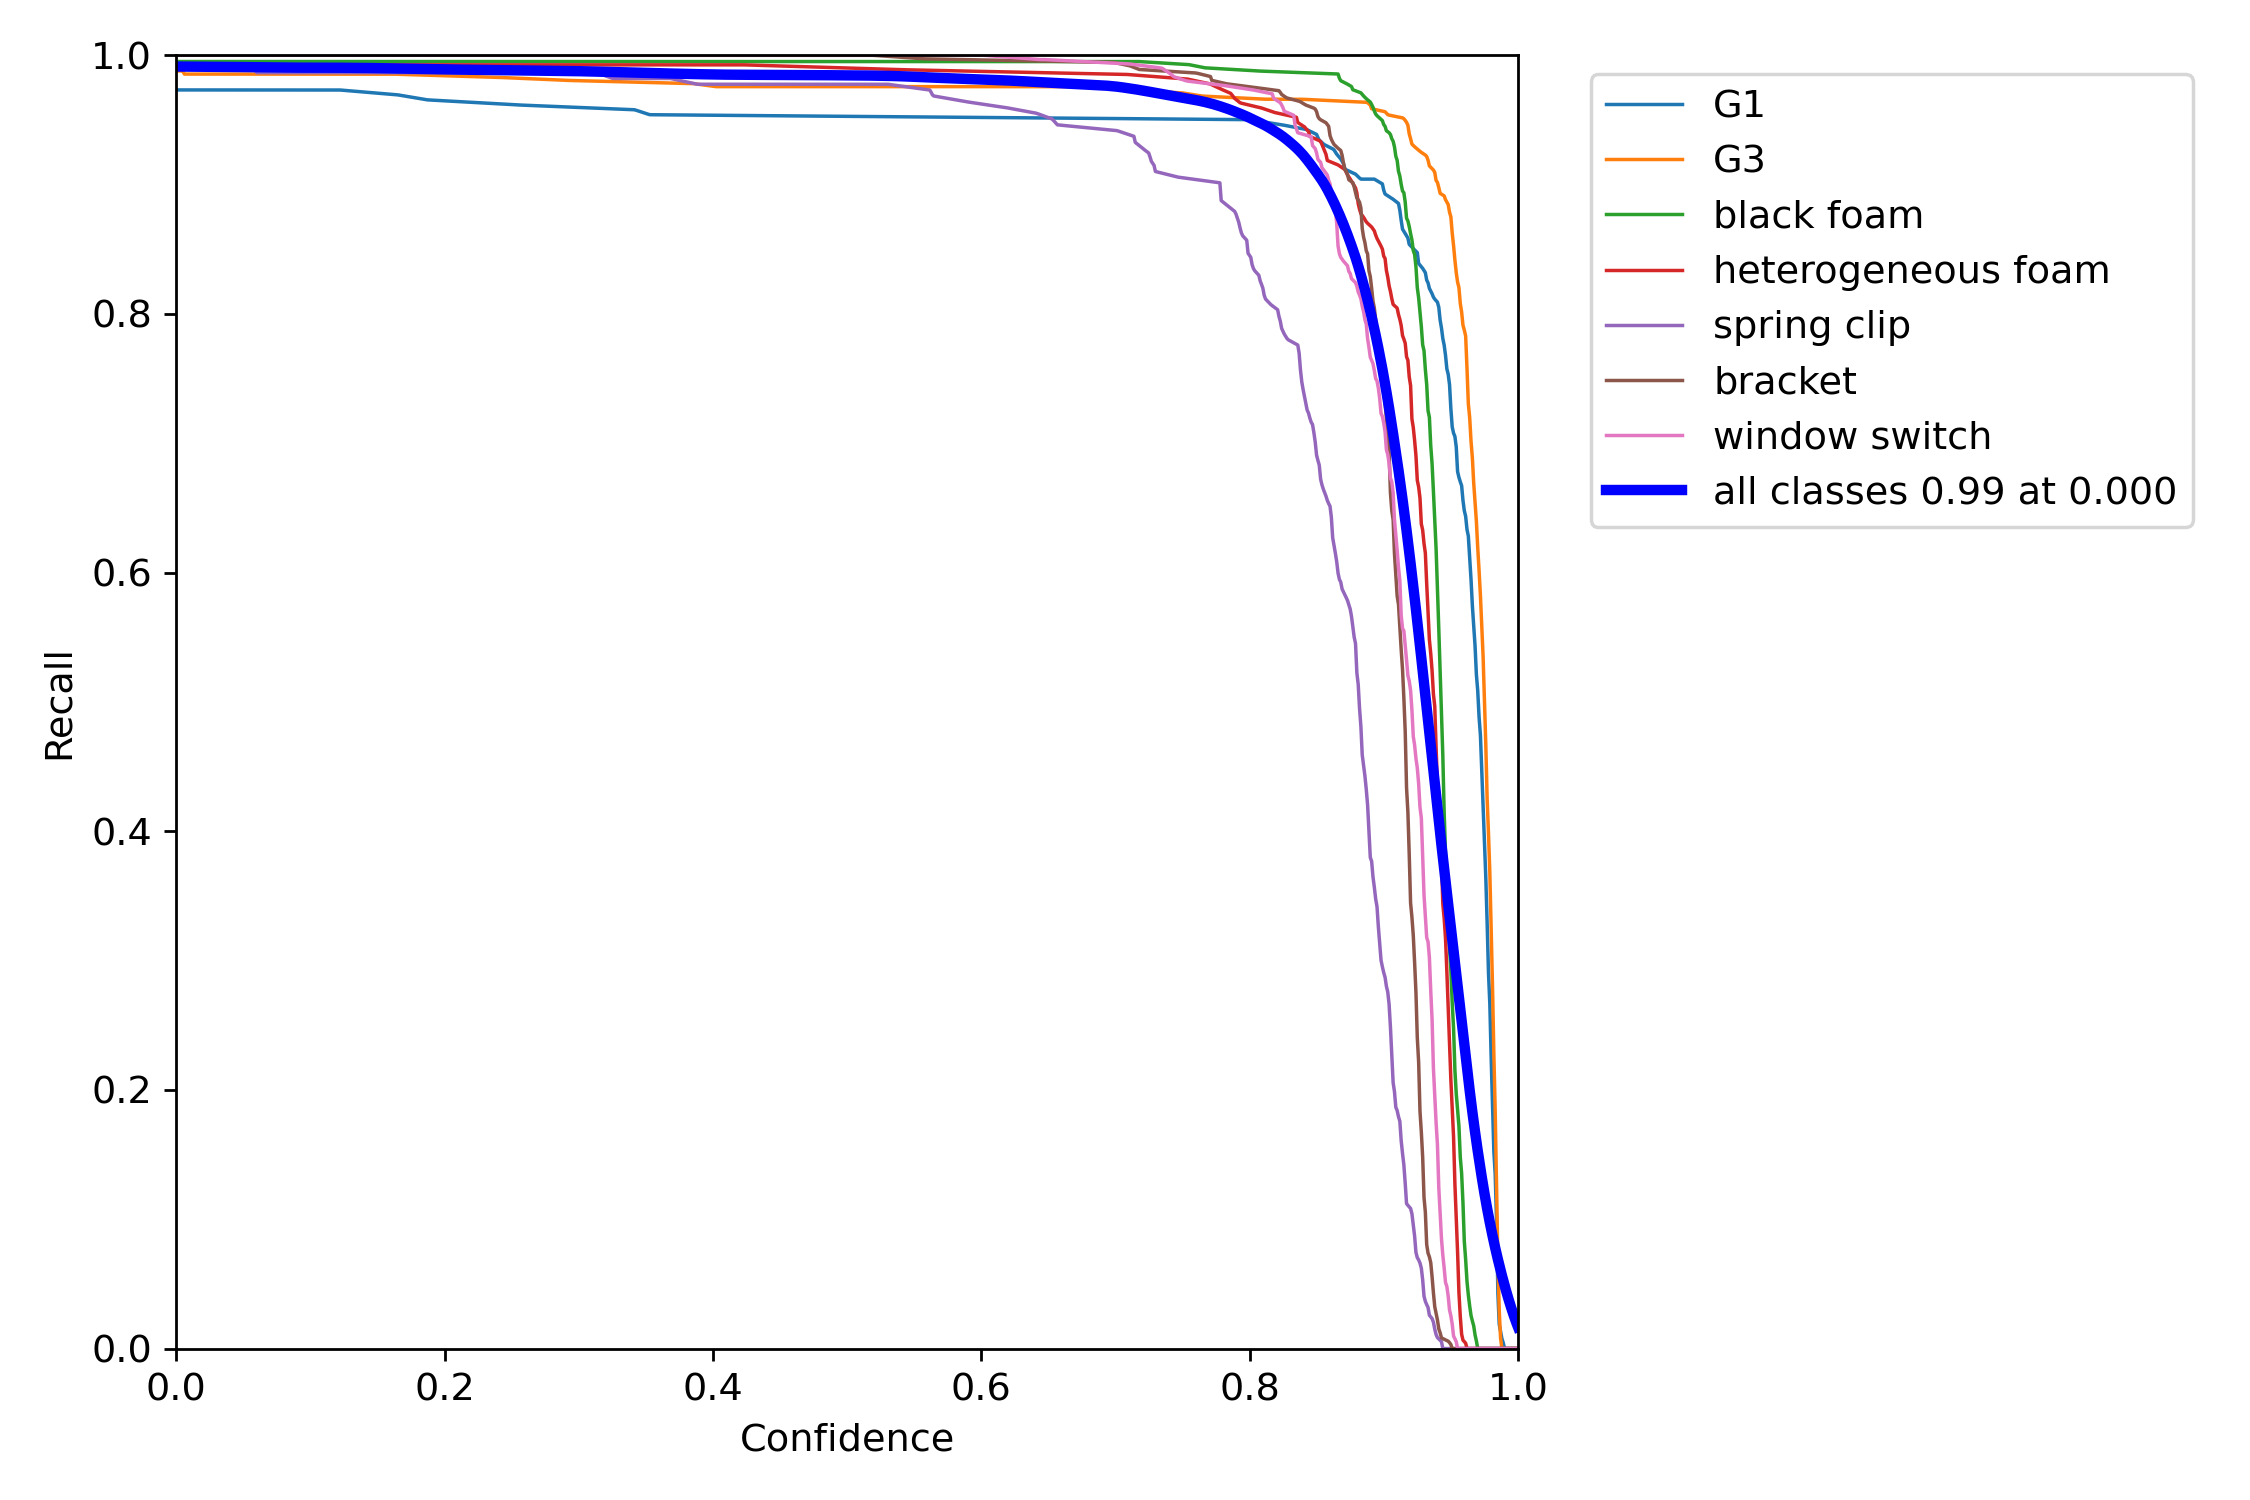 1.0
0.8
0.6
0.4
0.2
0.0
Recall
0.0 0.2 0.4 0.6 0.8 1.0
Confidence
G1
G3
black foam
heterogeneous foam
spring clip
bracket
window switch
all classes 0.99 at 0.000